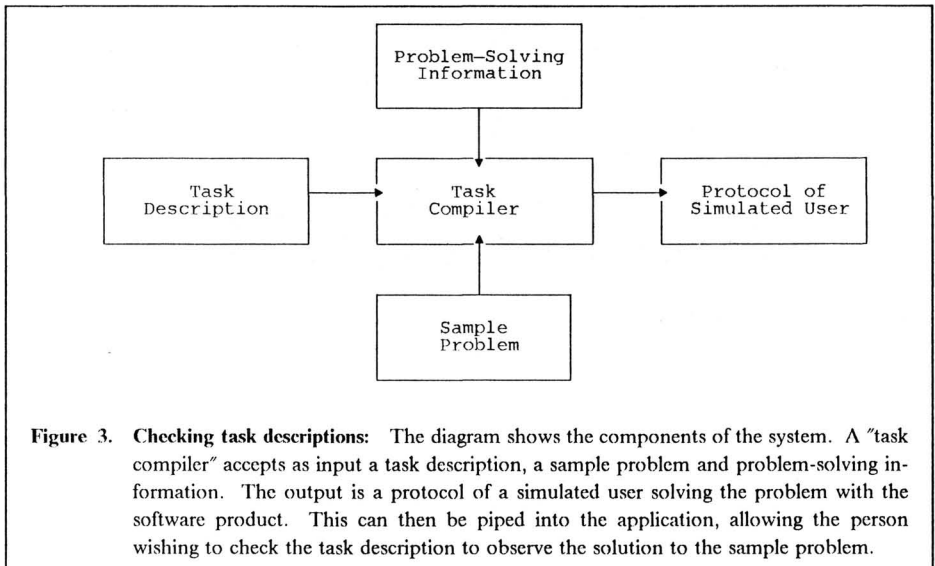 Problem—Solving
Information
Task
Description
Task
Compiler
Protocol of
Simulated User
Sample
Problem
Figure 3. Checking task descriptions: The diagram shows the components of the system. A "task
compiler" accepts as input a task description, a sample problem and problem-solving in-
formation. The output is a protocol of a simulated user solving the problem with the
software product. This can then be piped into the application, allowing the person
wishing to check the task description to observe the solution to the sample problem.